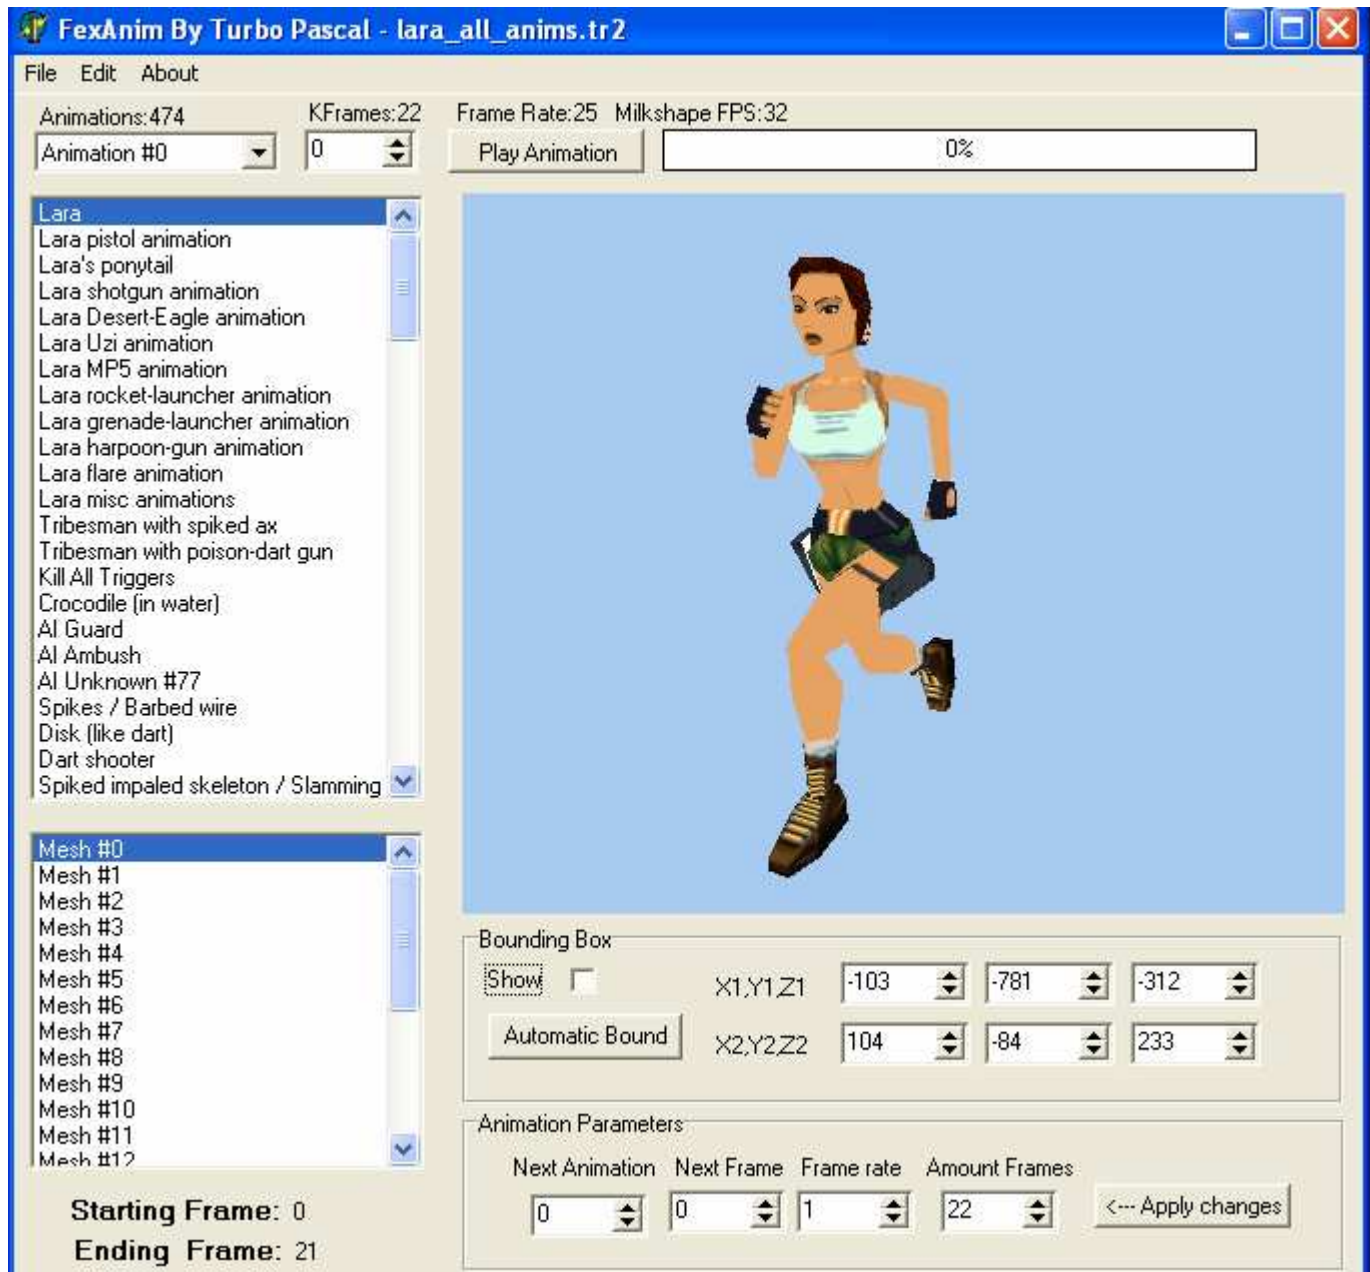 FexAnim By Turbo Pascal - lara_all_anims.tr2
File Edit About
Animations:474 KFrames:22 Frame Rate:25 Milkshape FPS:32
Animation #0 0 Play Animation 0%
Lara
Lara pistol animation
Lara's ponytail
Lara shotgun animation
Lara Desert-Eagle animation
Lara Uzi animation
Lara MP5 animation
Lara rocket-launcher animation
Lara grenade-launcher animation
Lara harpoon-gun animation
Lara flare animation
Lara misc animations
Tribesman with spiked ax
Tribesman with poison-dart gun
Kill All Triggers
Crocodile (in water)
AI Guard
AI Ambush
AI Unknown #77
Spikes / Barbed wire
Disk (like dart)
Dart shooter
Spiked impaled skeleton / Slamming
Mesh #0
Mesh #1
Mesh #2
Mesh #3
Mesh #4
Mesh #5
Mesh #6
Mesh #7
Mesh #8
Mesh #9
Mesh #10
Mesh #11
Mesh #12
Starting Frame: 0
Ending Frame: 21
Bounding Box
Show X1,Y1,Z1 -103 -781 -312
Automatic Bound X2,Y2,Z2 104 -84 233
Animation Parameters
Next Animation Next Frame Frame rate Amount Frames
0 0 1 22 <--- Apply changes